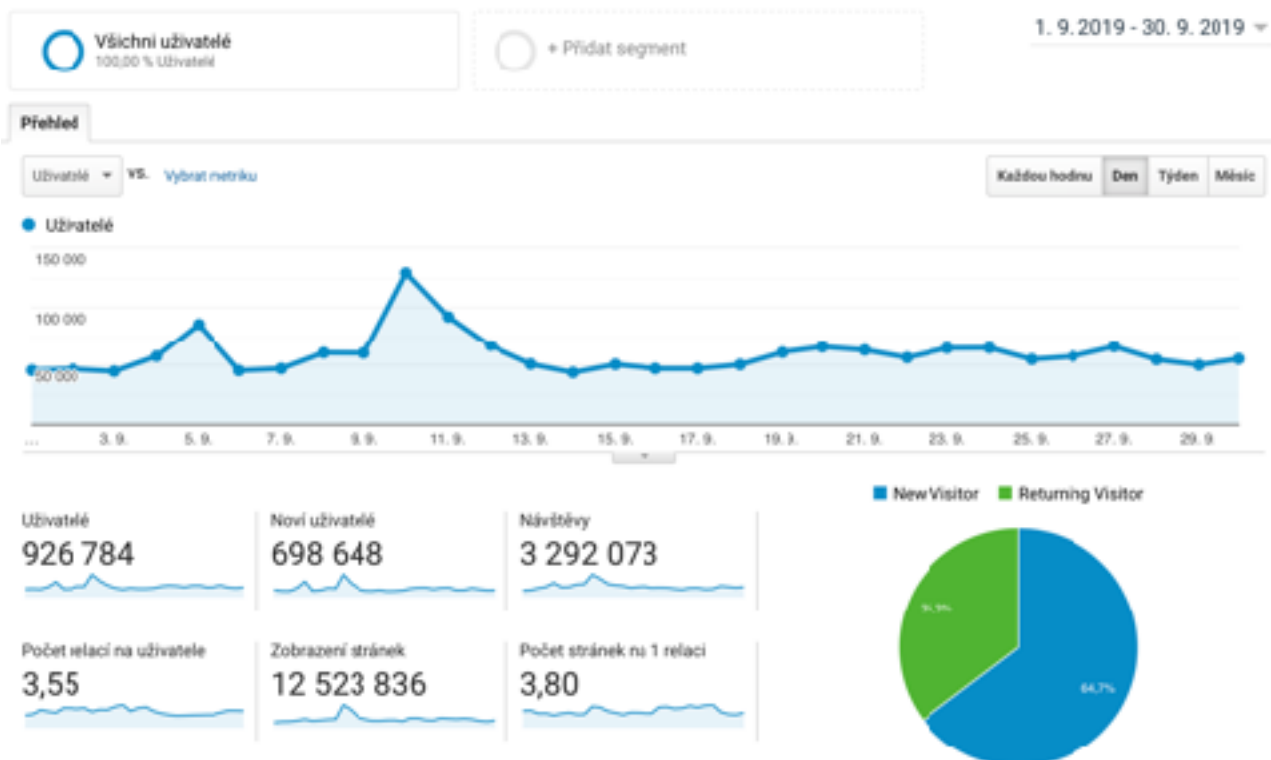 Všichni uživatelé
100,00 % Uživatelé
+ Přidat segment
1. 9. 2019 - 30. 9. 2019
Přehled
Uživatelé VS. Vybrat metriku
Každou hodnu Den Týden Měsíc
Uživatelé
150 000
100 000
50 000
... 3. 9. 5. 9. 7. 9. 9. 9. 11. 9. 13. 9. 15. 9. 17. 9. 19. 9. 21. 9. 23. 9. 25. 9. 27. 9. 29. 9.
New Visitor Returning Visitor
Uživatelé Noví uživatelé Návštěvy
926 784 698 648 3 292 073
Počet relací na uživatele Zobrazení stránek Počet stránek na 1 relaci
3,55 12 523 836 3,80
64,7%